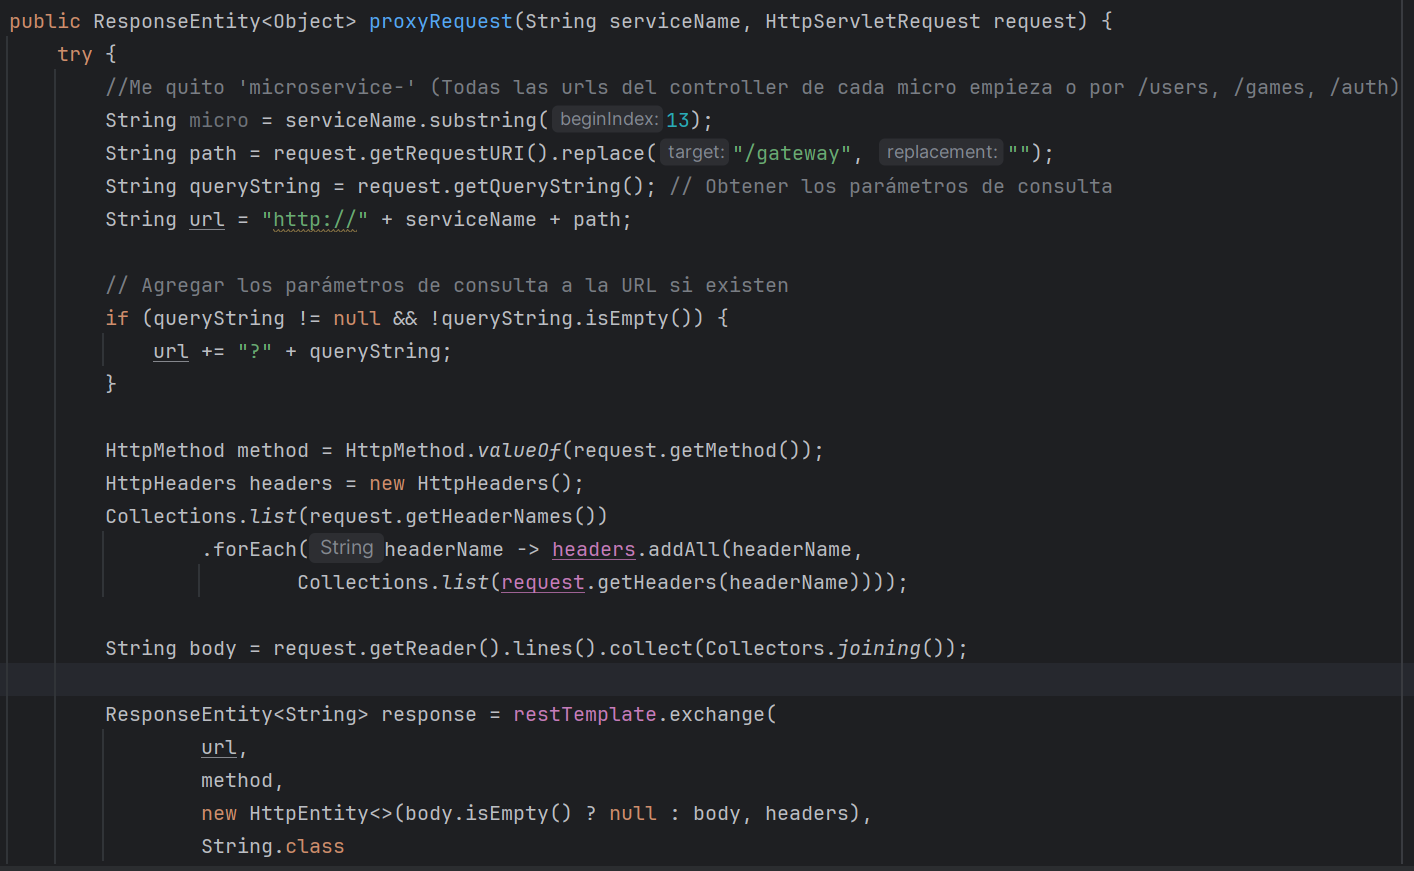 public ResponseEntity<Object> proxyRequest(String serviceName, HttpServletRequest request) {
try {
//Me quito 'microservice-' (Todas las urls del controller de cada micro empieza o por /users, /games, /auth)
String micro = serviceName.substring( beginIndex: 13);
String path = request.getRequestURI().replace( target: "/gateway", replacement: "");
String queryString = request.getQueryString(); // Obtener los parámetros de consulta
String url = "http://" + serviceName + path;
// Agregar los parámetros de consulta a la URL si existen
if (queryString != null && !queryString.isEmpty()) {
url += "?" + queryString;
}
HttpMethod method = HttpMethod.valueOf(request.getMethod());
HttpHeaders headers = new HttpHeaders();
Collections.list(request.getHeaderNames())
.forEach( String headerName -> headers.addAll(headerName,
Collections.list(request.getHeaders(headerName))));
String body = request.getReader().lines().collect(Collectors.joining());
ResponseEntity<String> response = restTemplate.exchange(
url,
method,
new HttpEntity<>(body.isEmpty() ? null : body, headers),
String.class